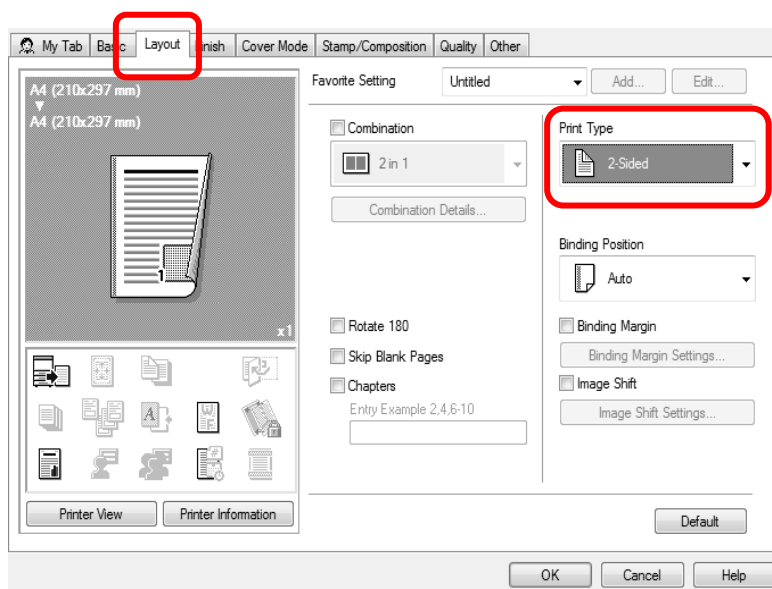 My Tab Basic Layout Finish Cover Mode Stamp/Composition Quality Other
A4 (210x297 mm)
A4 (210x297 mm)
1
x1
Printer View Printer Information
Favorite Setting Untitled Add... Edit...
Combination
2 in 1
Combination Details...
Rotate 180
Skip Blank Pages
Chapters
Entry Example 2,4,6-10
Print Type
2-Sided
Binding Position
Auto
Binding Margin
Binding Margin Settings...
Image Shift
Image Shift Settings...
Default
OK Cancel Help